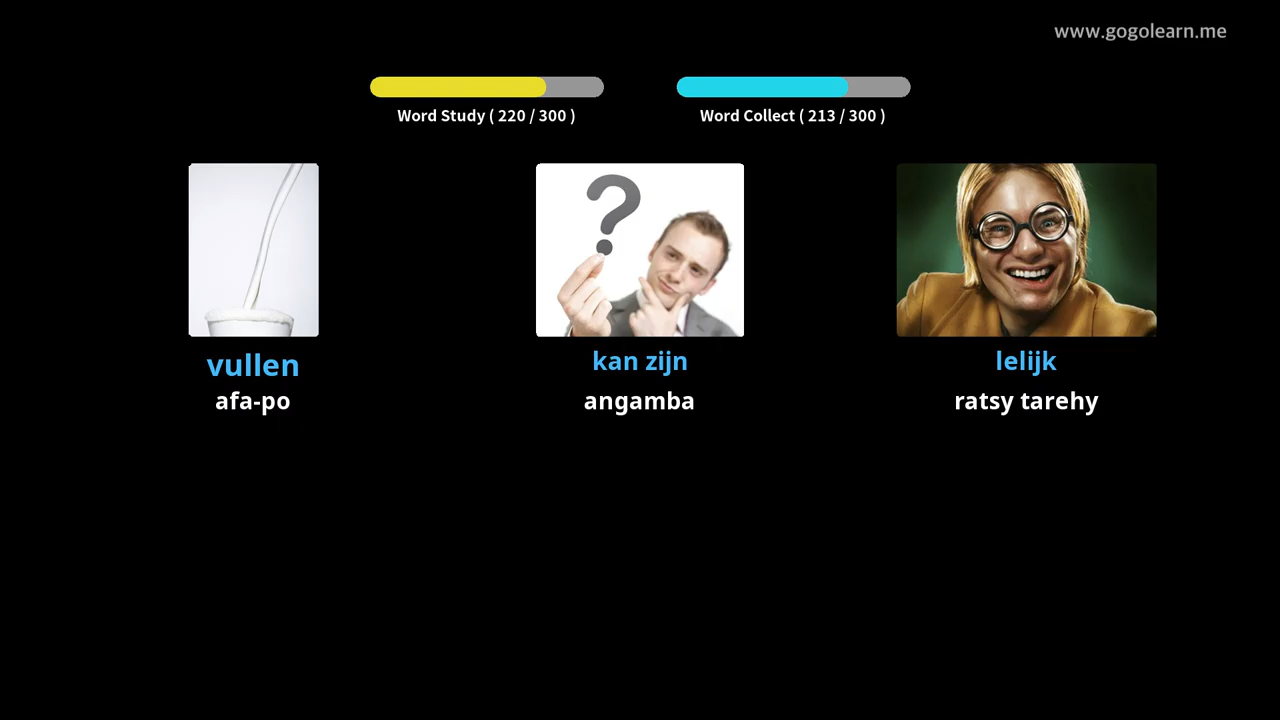 www.gogolearn.me
Word Study ( 220 / 300 )
Word Collect ( 213 / 300 )
vullen
afa-po
kan zijn
angamba
lelijk
ratsy tarehy